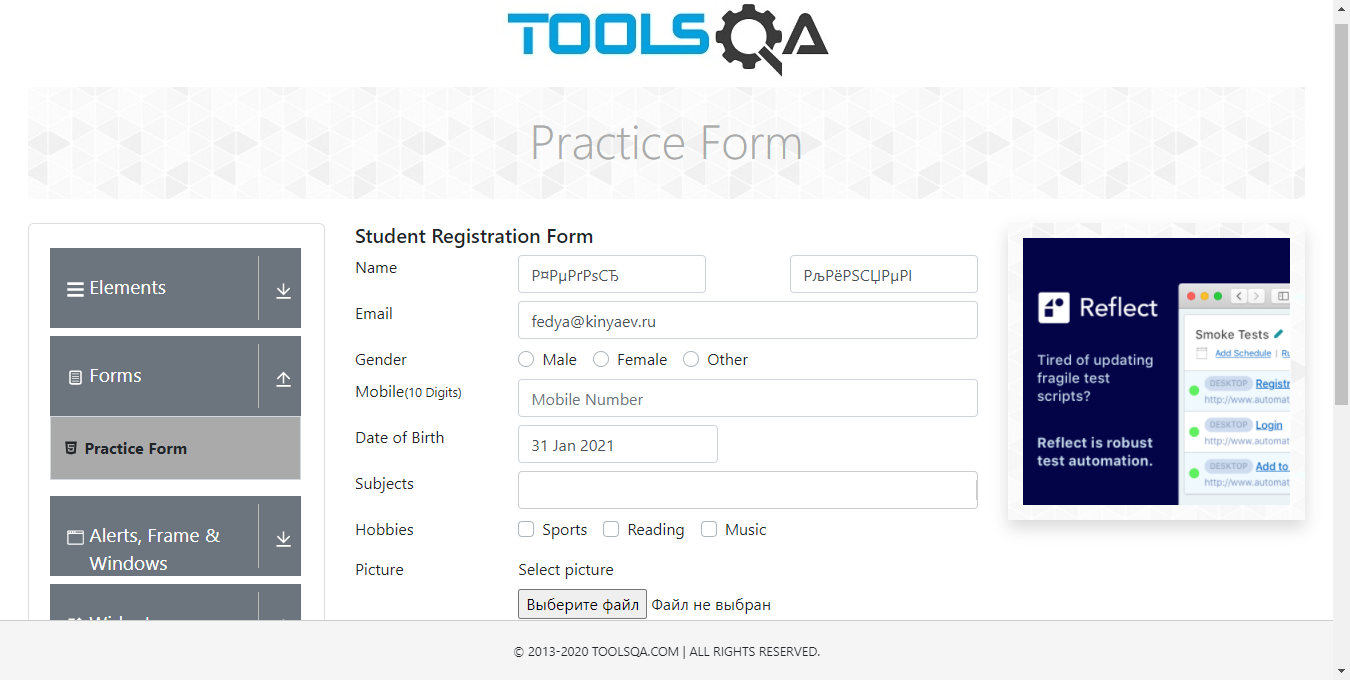 TOOLSQA
Practice Form
Elements
Forms
Practice Form
Alerts, Frame &
Windows
Student Registration Form
Name
Р¤РµРґРѕСЂ
РљРёРЅСЏРµРІ
Email
fedya@kinyaev.ru
Gender
Male Female Other
Mobile(10 Digits)
Mobile Number
Date of Birth
31 Jan 2021
Subjects
Hobbies
Sports Reading Music
Picture
Select picture
Выберите файл Файл не выбран
Reflect
Tired of updating
fragile test
scripts?
Reflect is robust
test automation.
Smoke Tests
Add Schedule | Ru
DESKTOP Registr
http://www.automat
DESKTOP Login
http://www.automat
DESKTOP Add to
http://www.automat
© 2013-2020 TOOLSQA.COM | ALL RIGHTS RESERVED.